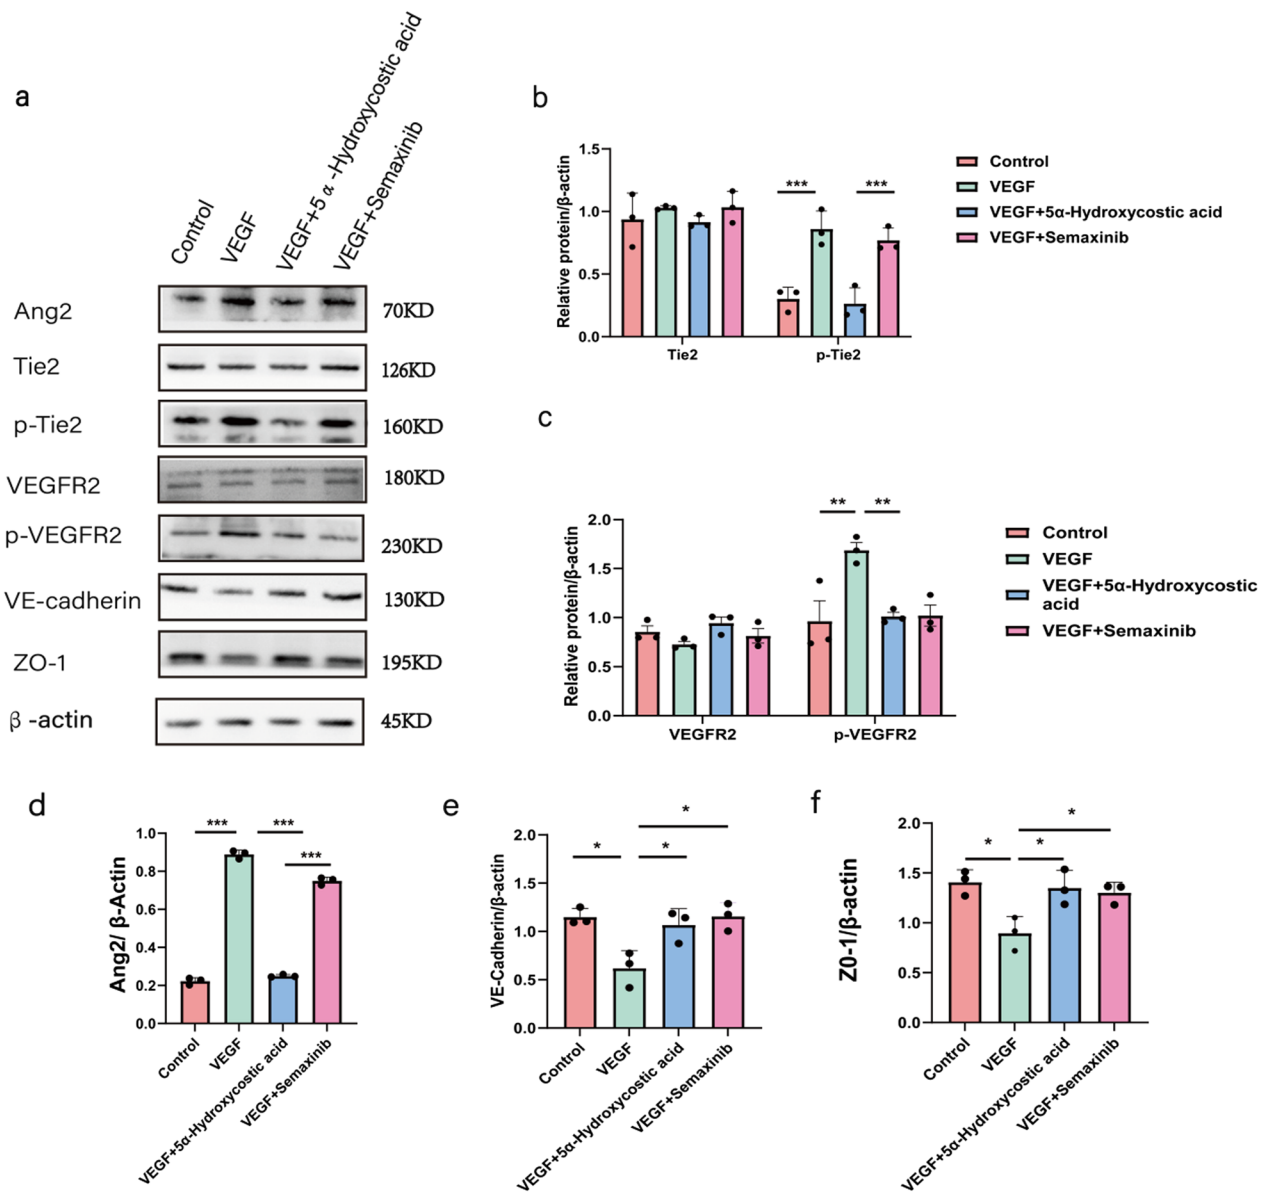 a
Control
VEGF
VEGF+5α-Hydroxycostic acid
VEGF+Semaxinib
Ang2
70KD
Tie2
126KD
p-Tie2
160KD
VEGFR2
180KD
p-VEGFR2
230KD
VE-cadherin
130KD
ZO-1
195KD
β-actin
45KD
b
Relative protein/β-actin
1.5
1.0
0.5
0.0
***
***
Tie2
p-Tie2
Control
VEGF
VEGF+5α-Hydroxycostic acid
VEGF+Semaxinib
c
Relative protein/β-actin
2.0
1.5
1.0
0.5
0.0
**
**
VEGFR2
p-VEGFR2
Control
VEGF
VEGF+5α-Hydroxycostic
acid
VEGF+Semaxinib
d
Ang2/ β-Actin
1.0
0.8
0.6
0.4
0.2
0.0
***
***
***
Control
VEGF
VEGF+5α-Hydroxycostic acid
VEGF+Semaxinib
e
VE-Cadherin/β-actin
2.0
1.5
1.0
0.5
0.0
*
*
*
Control
VEGF
VEGF+5α-Hydroxycostic acid
VEGF+Semaxinib
f
Z0-1/β-actin
2.0
1.5
1.0
0.5
0.0
*
*
*
Control
VEGF
VEGF+5α-Hydroxycostic acid
VEGF+Semaxinib